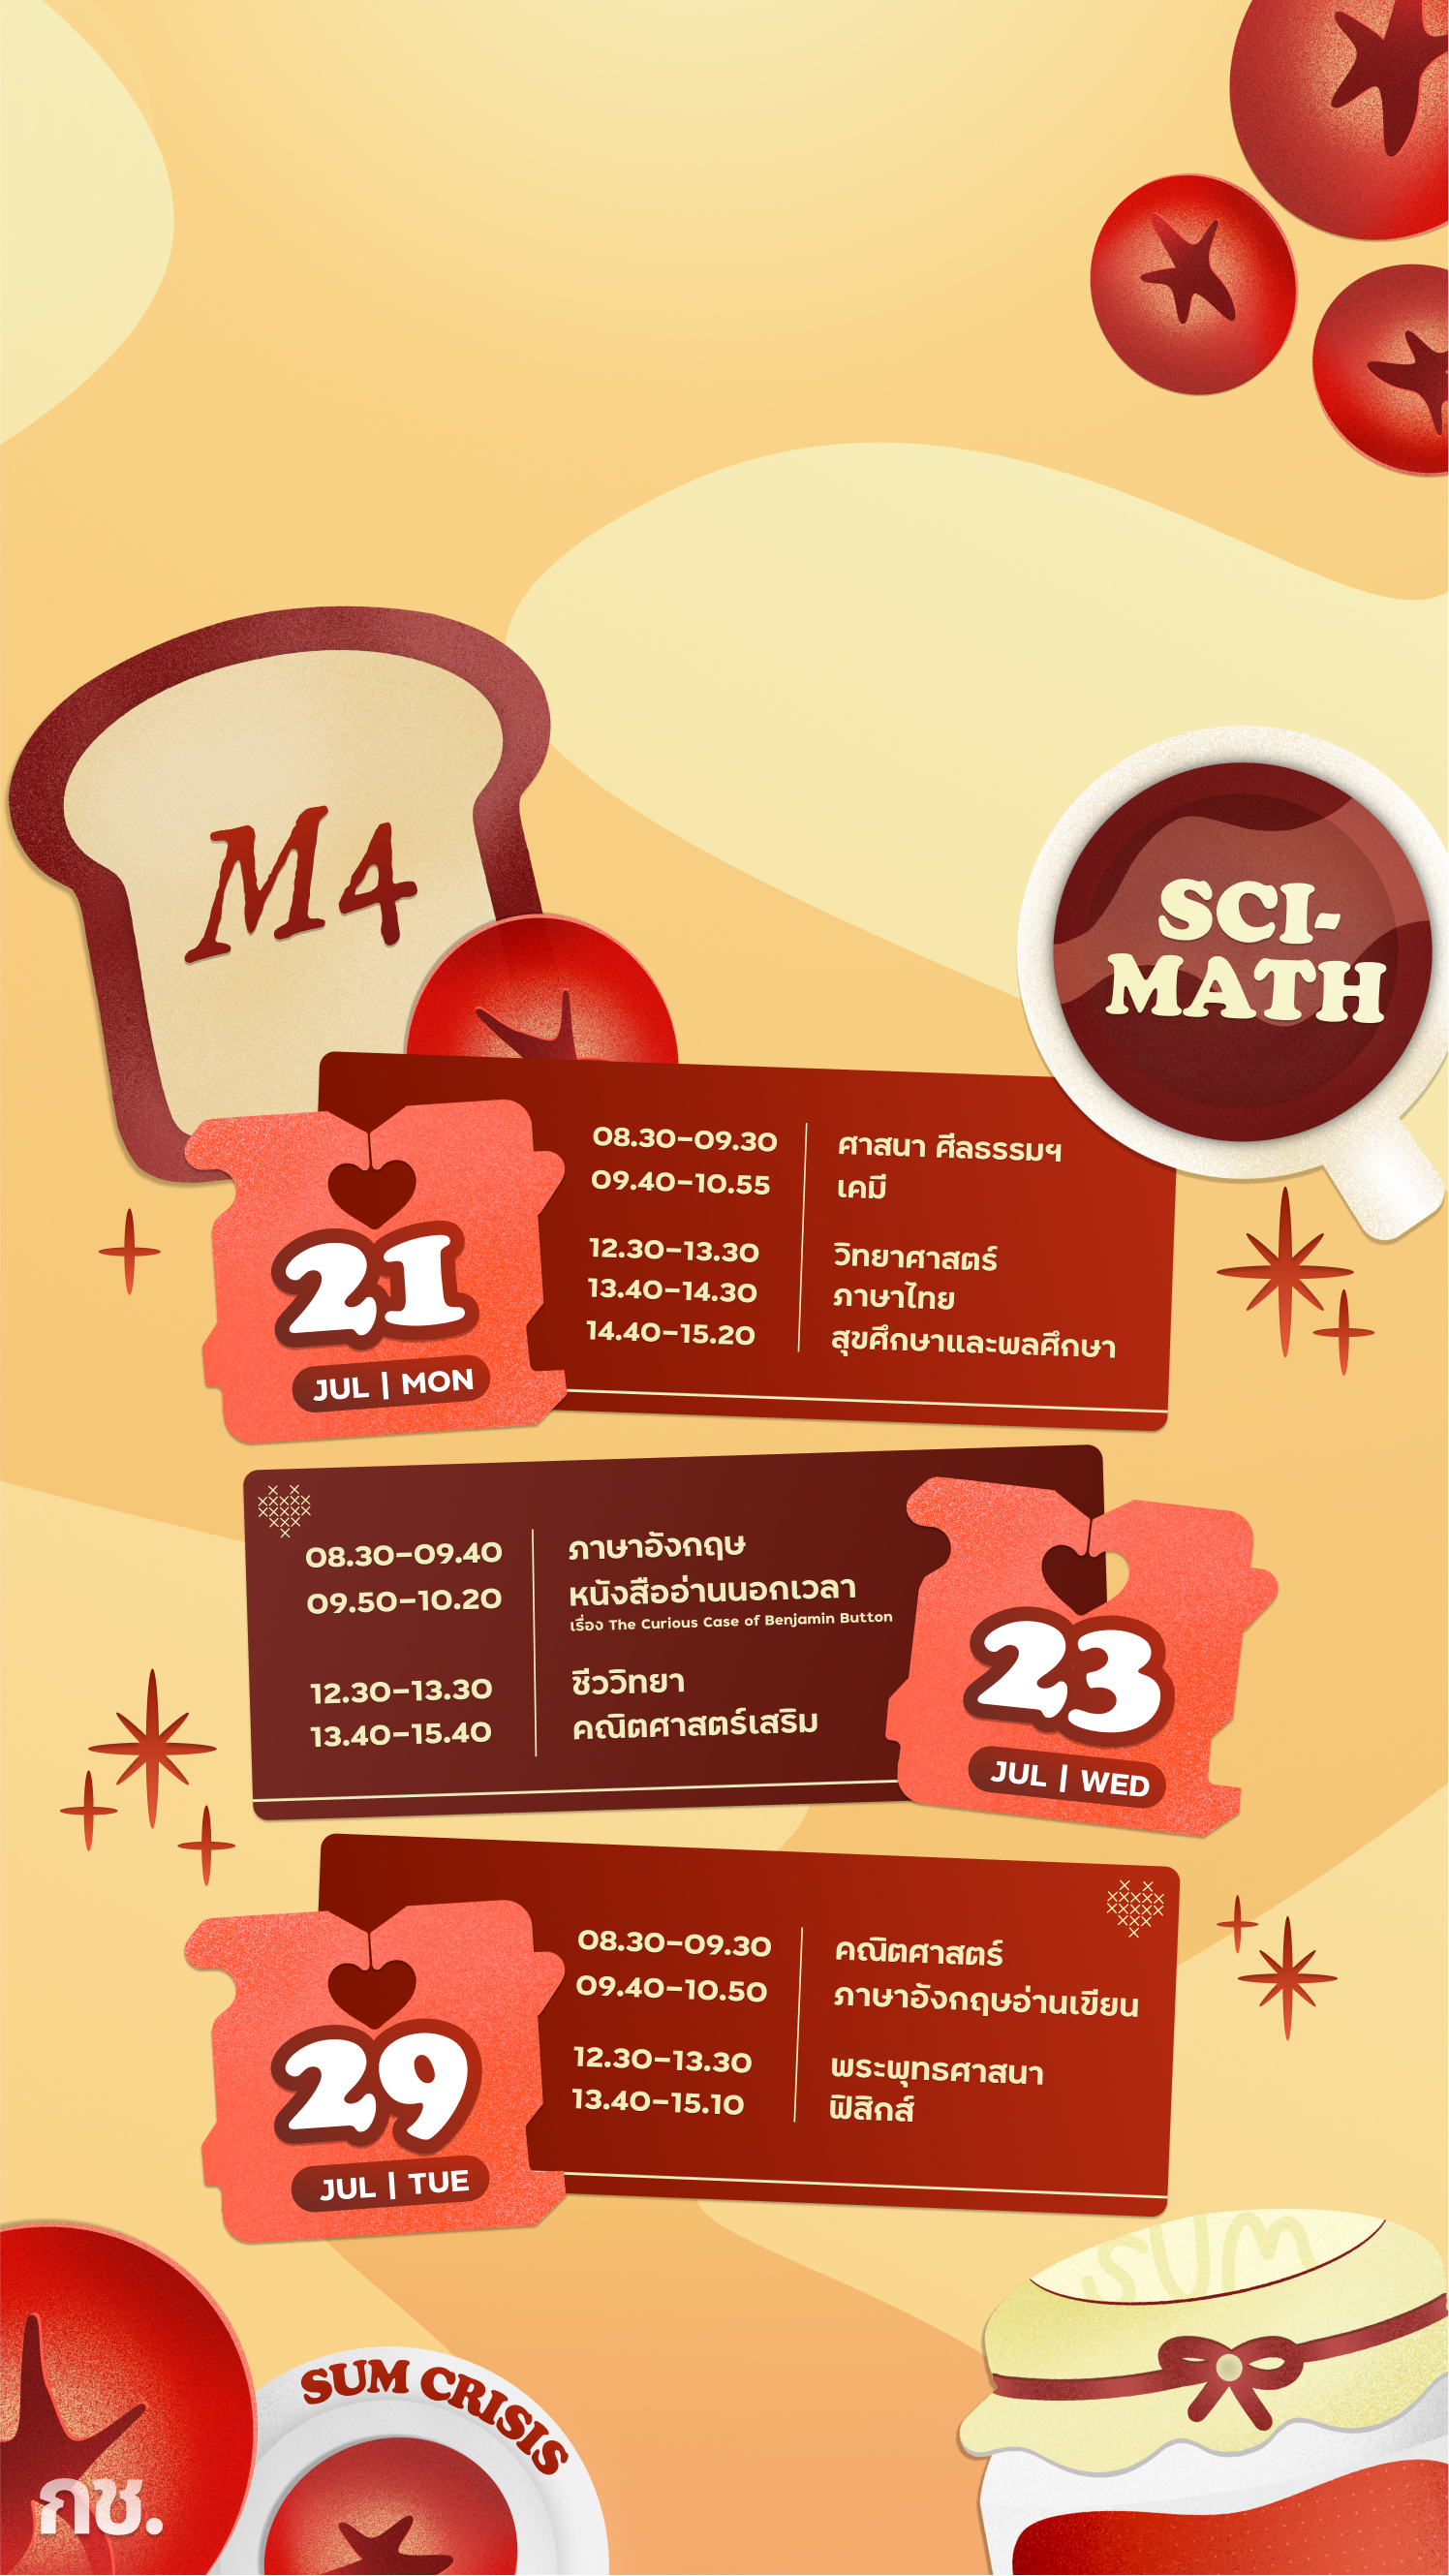 M4
SCI-
MATH
21
JUL | MON
08.30-09.30 ศาสนา ศีลธรรมฯ
09.40-10.55 เคมี
12.30-13.30 วิทยาศาสตร์
13.40-14.30 ภาษาไทย
14.40-15.20 สุขศึกษาและพลศึกษา
08.30-09.40 ภาษาอังกฤษ
09.50-10.20 หนังสืออ่านนอกเวลา
เรื่อง The Curious Case of Benjamin Button
12.30-13.30 ชีววิทยา
13.40-15.40 คณิตศาสตร์เสริม
23
JUL | WED
29
JUL | TUE
08.30-09.30 คณิตศาสตร์
09.40-10.50 ภาษาอังกฤษอ่านเขียน
12.30-13.30 พระพุทธศาสนา
13.40-15.10 ฟิสิกส์
SUM
SUM CRISIS
กช.